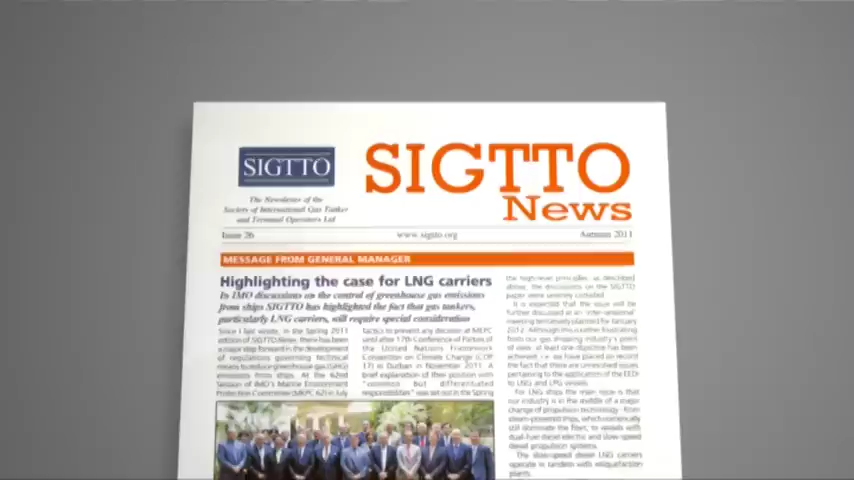 SIGTTO
SIGTTO
News
The Newsletter of the
Society of International Gas Tanker
and Terminal Operators Ltd
Issue 26
www.sigtto.org
Autumn 2011
MESSAGE FROM GENERAL MANAGER
Highlighting the case for LNG carriers
In IMO discussions on the control of greenhouse gas emissions
from ships SIGTTO has highlighted the fact that gas tankers,
particularly LNG carriers, will require special consideration
Since I last wrote, in the Spring 2011
edition of SIGTTO News, there has been
a major step forward in the development
of regulations governing technical
means to reduce greenhouse gas (GHG)
emissions from ships. At the 62nd
Session of IMO's Marine Environment
Protection Committee (MEPC 62) in July
tactics to prevent any decision at MEPC
until after 17th Conference of Parties of
the United Nations Framework
Convention on Climate Change (COP
17) in Durban in November 2011. A
brief explanation of their position with
"common but differentiated
responsibilities" was set out in the Spring
the high-level principles, as described
above, the discussions on the SIGTTO
paper were severely curtailed.
It is expected that the issue will be
further discussed at an 'inter-sessional'
meeting tentatively planned for January
2012. Although this is rather frustrating
from our gas shipping industry's point
of view, at least one objective has been
achieved, i.e. we have placed on record
the fact that there are unresolved issues
pertaining to the application of the EEDI
to LNG and LPG vessels.
For LNG ships the main issue is that
our industry is in the middle of a major
change of propulsion technology - from
steam-powered ships, which numerically
still dominate the fleet, to vessels with
dual-fuel diesel electric and slow-speed
diesel propulsion systems.
The slow-speed diesel LNG carriers
operate in tandem with reliquefaction
plants.